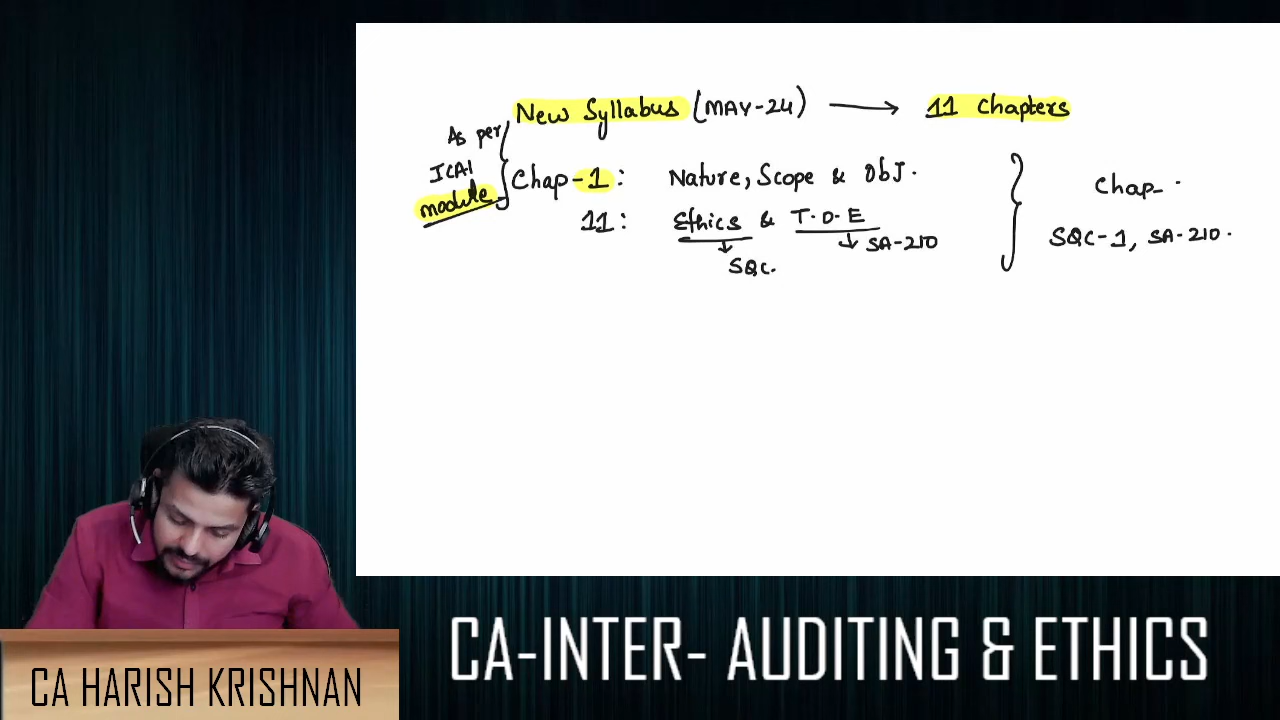 New Syllabus (MAY-24) → 11 Chapters
As per
ICAI
module
Chap-1: Nature, Scope & Obj.
11: Ethics & T.O.E
↓ SQC.
↓ SA-210
Chap.
SQC-1, SA-210.
CA-INTER- AUDITING & ETHICS
CA HARISH KRISHNAN